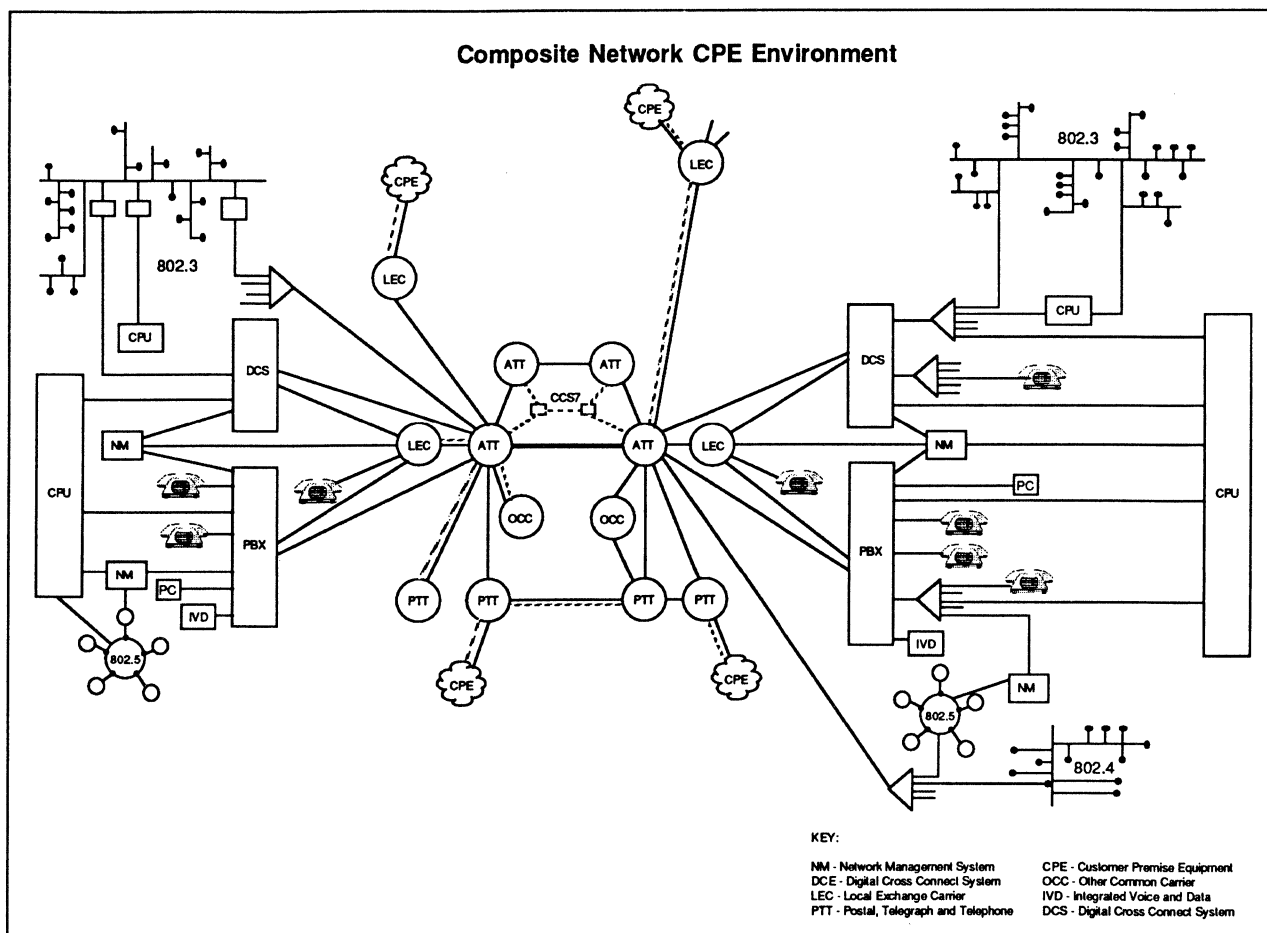 Composite Network CPE Environment
CPE
802.3
LEC
802.3
CPE
LEC
CPU
CPU
DCS
ATT
ATT
DCS
CCS7
NM
LEC
ATT
ATT
LEC
NM
CPU
CPU
PC
PBX
OCC
OCC
PBX
NM
PC
IVD
PTT
PTT
PTT
PTT
IVD
802.5
CPE
CPE
NM
802.5
802.4
KEY:
NM - Network Management System
DCE - Digital Cross Connect System
LEC - Local Exchange Carrier
PTT - Postal, Telegraph and Telephone
CPE - Customer Premise Equipment
OCC - Other Common Carrier
IVD - Integrated Voice and Data
DCS - Digital Cross Connect System